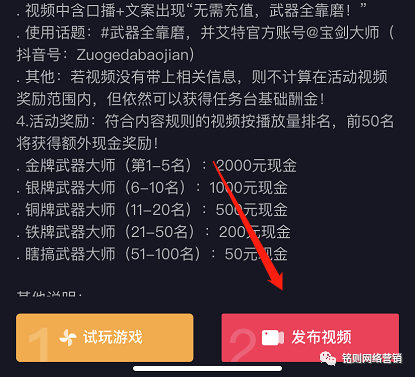 . 视频中含口播+文案出现“无需充值，武器全靠磨！”
. 使用话题：#武器全靠磨，并艾特官方账号@宝剑大师（
抖音号：Zuogedabaojian）
. 其他：若视频没有带上相关信息，则不计算在活动视频
奖励范围内，但依然可以获得任务台基础酬金！
4.活动奖励：符合内容规则的视频按播放量排名，前50名
将获得额外现金奖励！
. 金牌武器大师（第1-5名）：2000元现金
. 银牌武器大师（6-10名）：1000元现金
. 铜牌武器大师（11-20名）：500元现金
. 铁牌武器大师（21-50名）：200元现金
. 瞎搞武器大师（51-100名）：50元现金
其他说明：
1 试玩游戏
2 发布视频
铭则网络营销